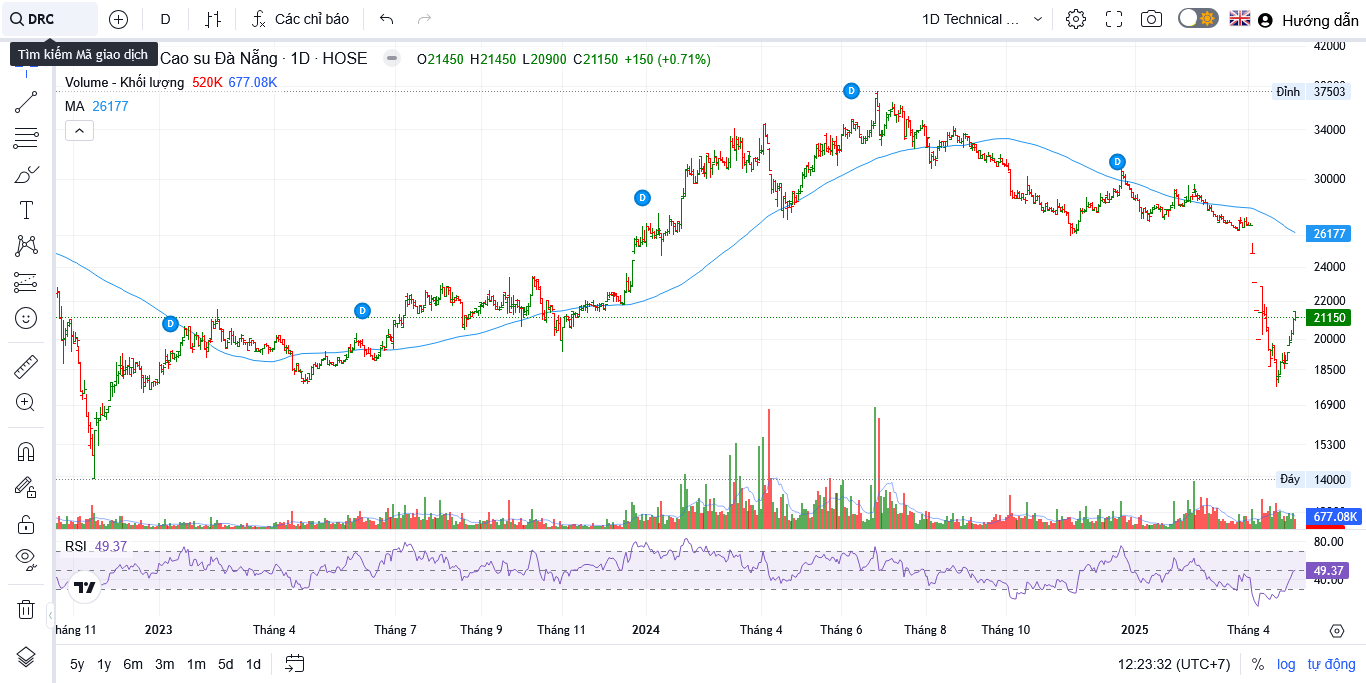 DRC
D
Các chỉ báo
1D Technical ...
Hướng dẫn
Tìm kiếm Mã giao dịch
Cao su Đà Nẵng · 1D · HOSE
O21450 H21450 L20900 C21150 +150 (+0.71%)
Volume - Khối lượng 520K 677.08K
MA 26177
42000
Đỉnh 37503
34000
30000
26177
24000
22000
21150
20000
18500
16900
15300
Đáy 14000
677.08K
D
D
D
D
D
RSI 49.37
80.00
49.37
40.00
háng 11
2023
Tháng 4
Tháng 7
Tháng 9
Tháng 11
2024
Tháng 4
Tháng 6
Tháng 8
Tháng 10
2025
Tháng 4
5y 1y 6m 3m 1m 5d 1d
12:23:32 (UTC+7)
% log tự động